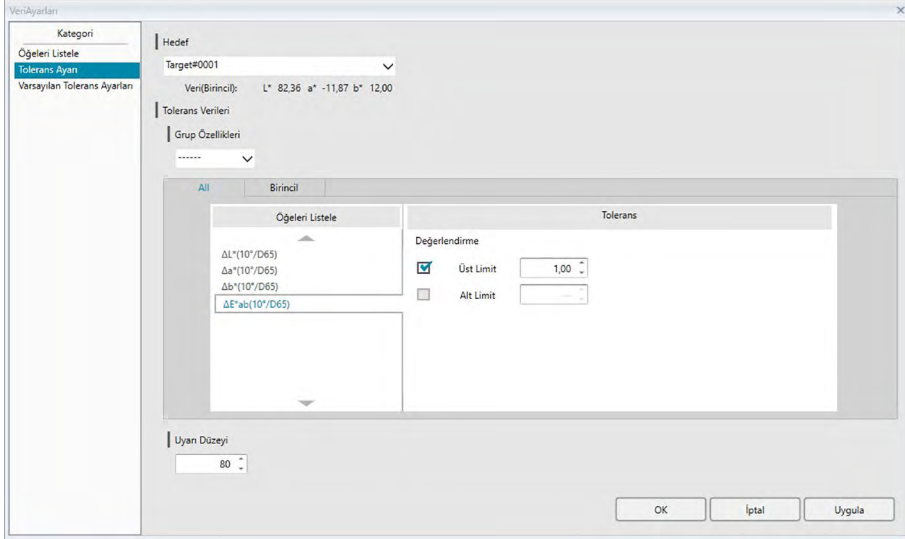 VeriAyarları
Kategori
Öğeleri Listele
Tolerans Ayarı
Varsayılan Tolerans Ayarları
Hedef
Target#0001
Veri(Birincil): L* 82,36 a* -11,87 b* 12,00
Tolerans Verileri
Grup Özellikleri
------
All Birincil
Öğeleri Listele
ΔL*(10°/D65)
Δa*(10°/D65)
Δb*(10°/D65)
ΔE*ab(10°/D65)
Tolerans
Değerlendirme
Üst Limit 1,00
Alt Limit ---
Uyarı Düzeyi
80
OK İptal Uygula